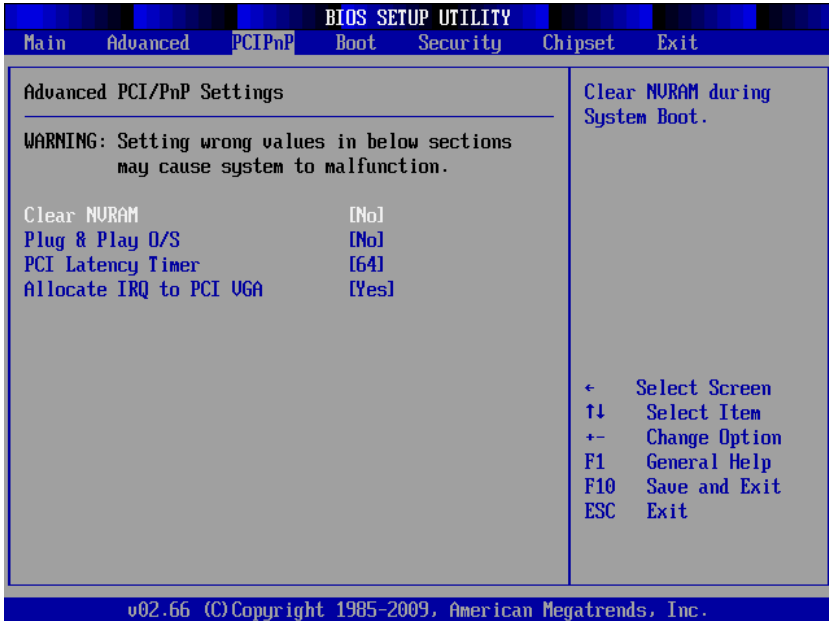 BIOS SETUP UTILITY
Main Advanced PCIPnP Boot Security Chipset Exit
Advanced PCI/PnP Settings
WARNING: Setting wrong values in below sections
may cause system to malfunction.
Clear NVRAM [No]
Plug & Play O/S [No]
PCI Latency Timer [64]
Allocate IRQ to PCI VGA [Yes]
Clear NVRAM during
System Boot.
← Select Screen
↑↓ Select Item
+- Change Option
F1 General Help
F10 Save and Exit
ESC Exit
v02.66 (C)Copyright 1985-2009, American Megatrends, Inc.